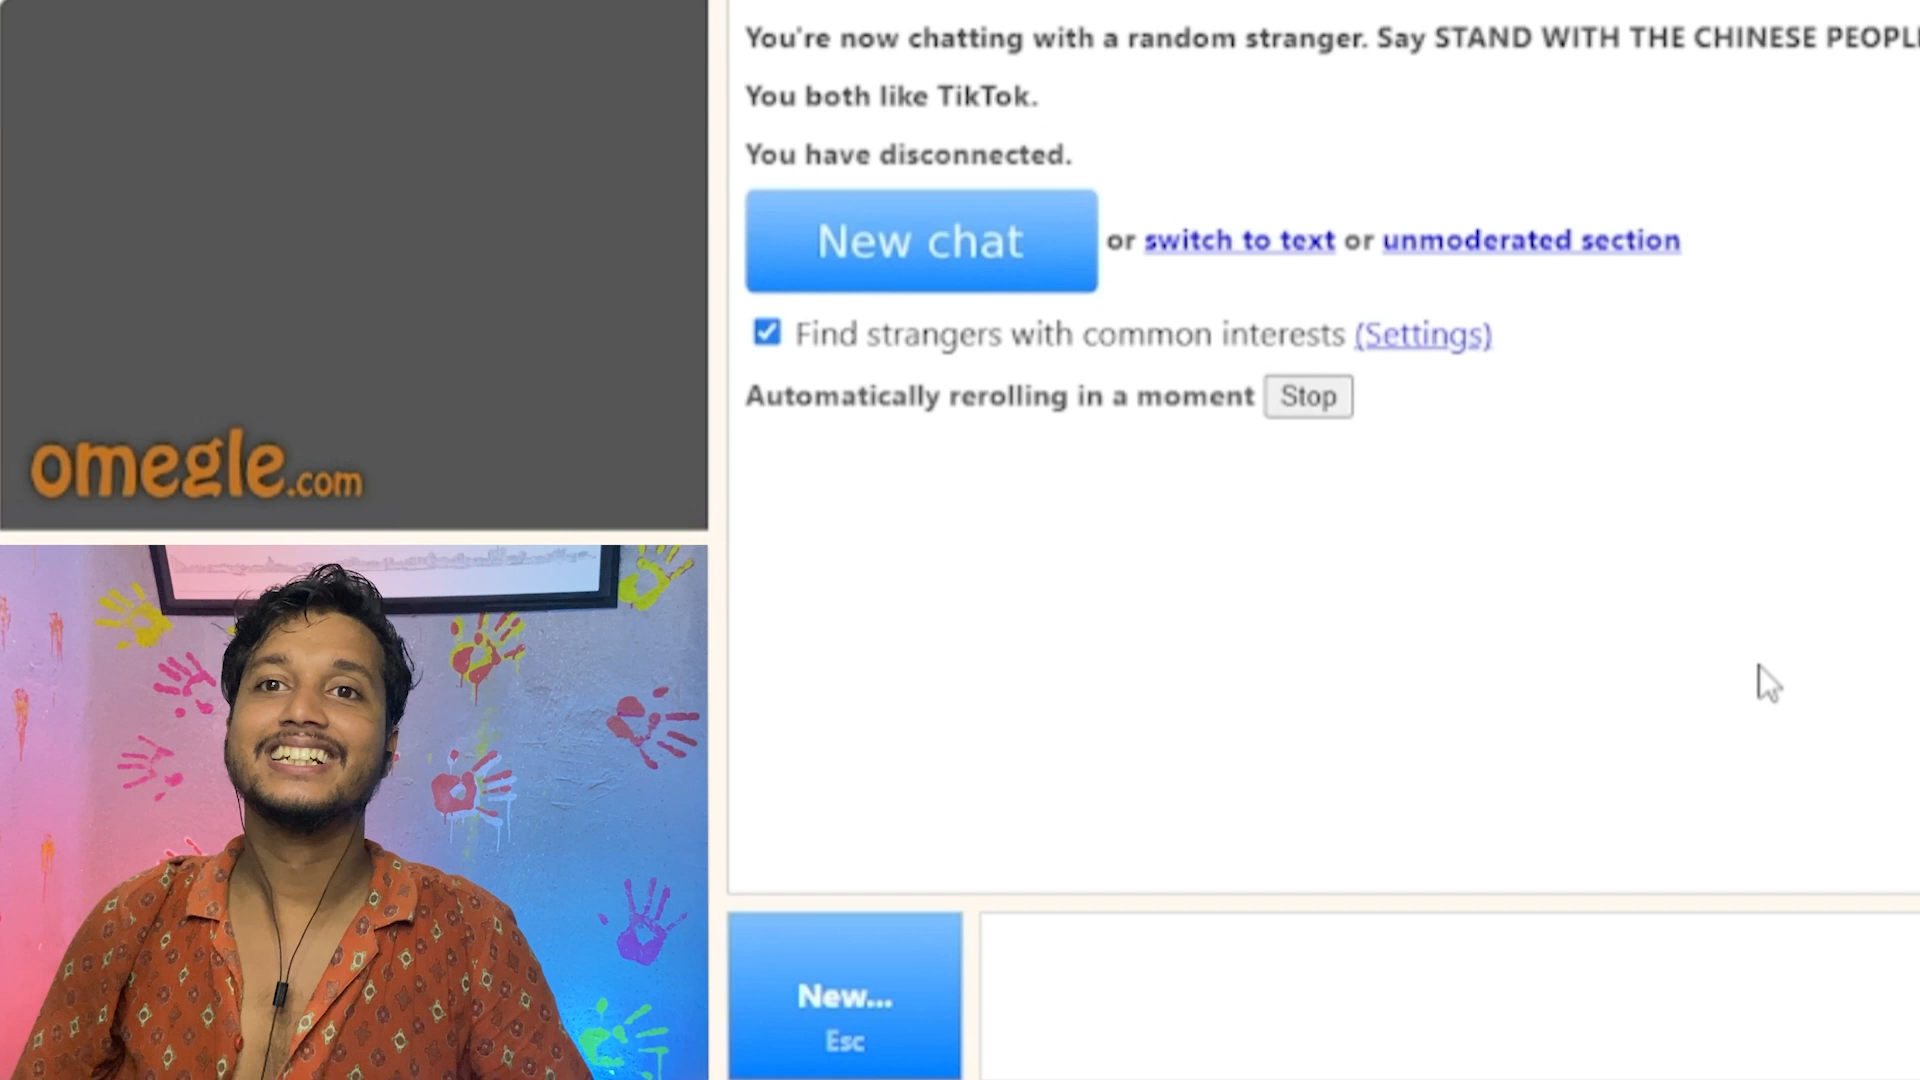 You're now chatting with a random stranger. Say STAND WITH THE CHINESE
You both like TikTok.
You have disconnected.
New chat or switch to text or unmoderated section
Find strangers with common interests (Settings)
Automatically rerolling in a moment Stop
omegle.com
New...
Esc